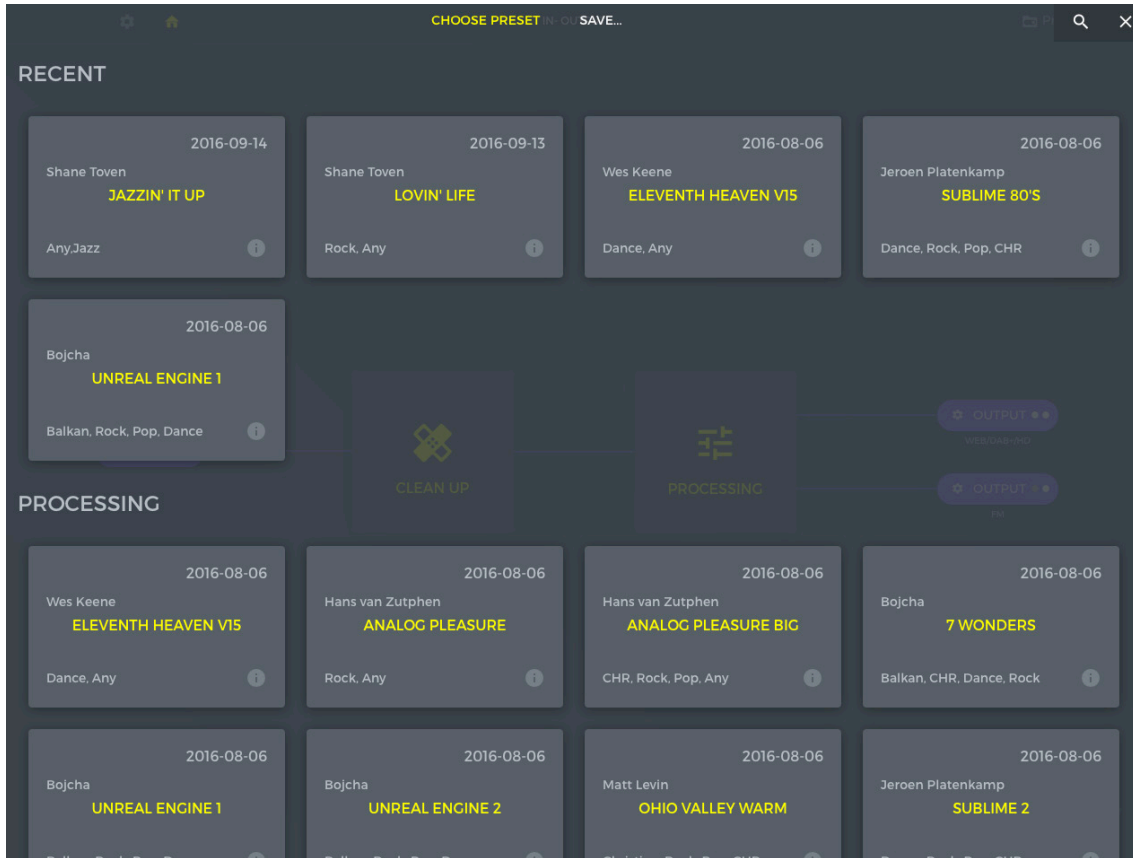 CHOOSE PRESET IN- OU SAVE...
RECENT
2016-09-14
Shane Toven
JAZZIN' IT UP
Any,Jazz
2016-09-13
Shane Toven
LOVIN' LIFE
Rock, Any
2016-08-06
Wes Keene
ELEVENTH HEAVEN V15
Dance, Any
2016-08-06
Jeroen Platenkamp
SUBLIME 80'S
Dance, Rock, Pop, CHR
2016-08-06
Bojcha
UNREAL ENGINE 1
Balkan, Rock, Pop, Dance
CLEAN UP
PROCESSING
OUTPUT
WEB/DAB+/HD
OUTPUT
FM
PROCESSING
2016-08-06
Wes Keene
ELEVENTH HEAVEN V15
Dance, Any
2016-08-06
Hans van Zutphen
ANALOG PLEASURE
Rock, Any
2016-08-06
Hans van Zutphen
ANALOG PLEASURE BIG
CHR, Rock, Pop, Any
2016-08-06
Bojcha
7 WONDERS
Balkan, CHR, Dance, Rock
2016-08-06
Bojcha
UNREAL ENGINE 1
2016-08-06
Bojcha
UNREAL ENGINE 2
2016-08-06
Matt Levin
OHIO VALLEY WARM
2016-08-06
Jeroen Platenkamp
SUBLIME 2